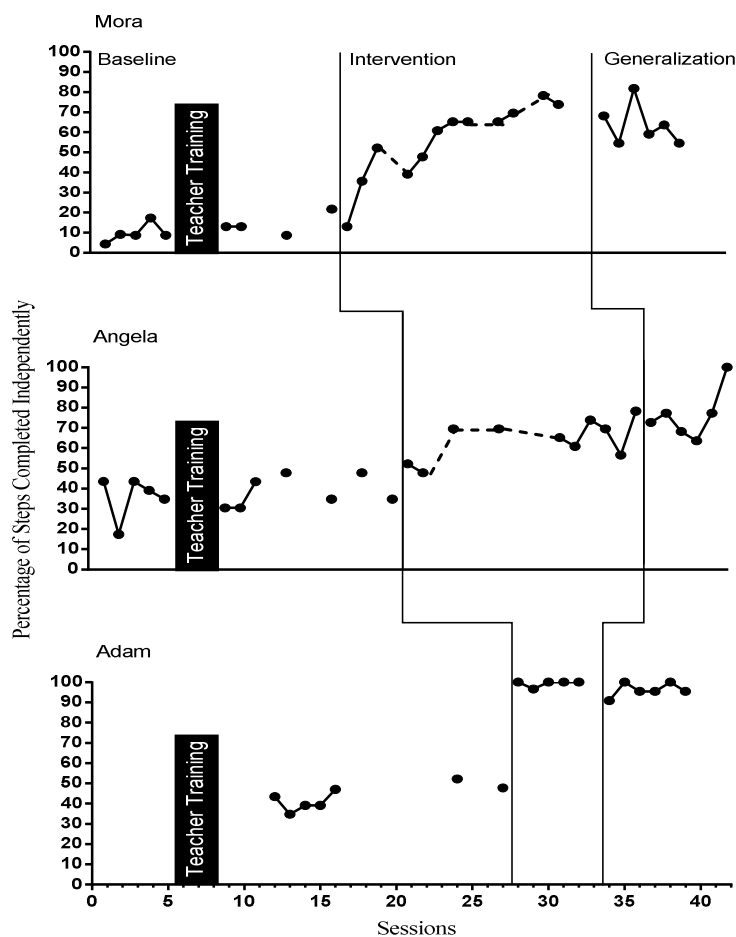 Mora
Baseline
Intervention
Generalization
100
90
80
70
60
50
40
30
20
10
0
Teacher Training
Percentage of Steps Completed Independently
Angela
100
90
80
70
60
50
40
30
20
10
0
Teacher Training
Adam
100
90
80
70
60
50
40
30
20
10
0
Teacher Training
0 5 10 15 20 25 30 35 40
Sessions